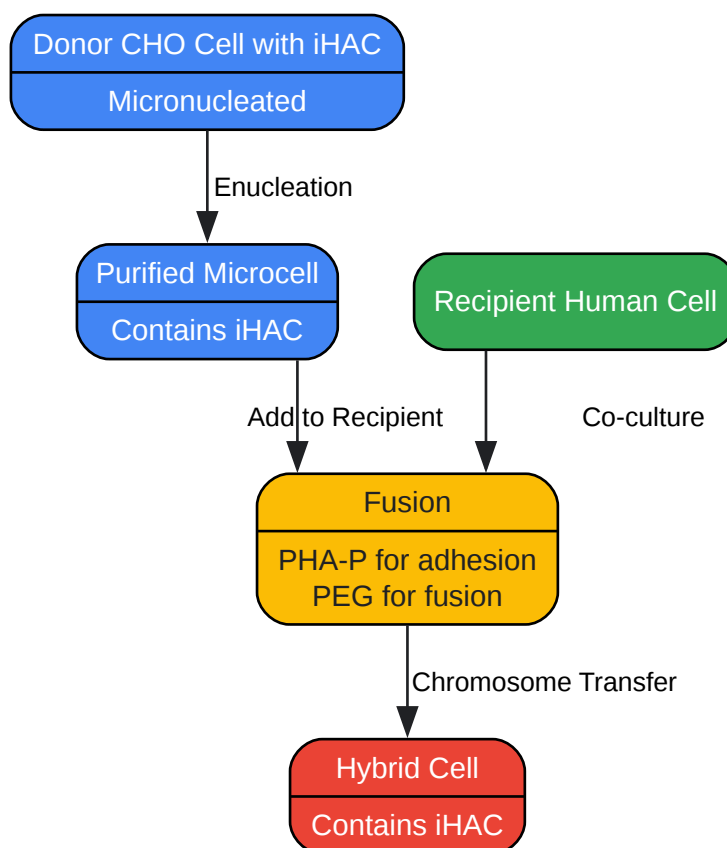 Donor CHO Cell with iHAC
Micronucleated
Enucleation
Purified Microcell
Contains iHAC
Recipient Human Cell
Add to Recipient
Co-culture
Fusion
PHA-P for adhesion
PEG for fusion
Chromosome Transfer
Hybrid Cell
Contains iHAC